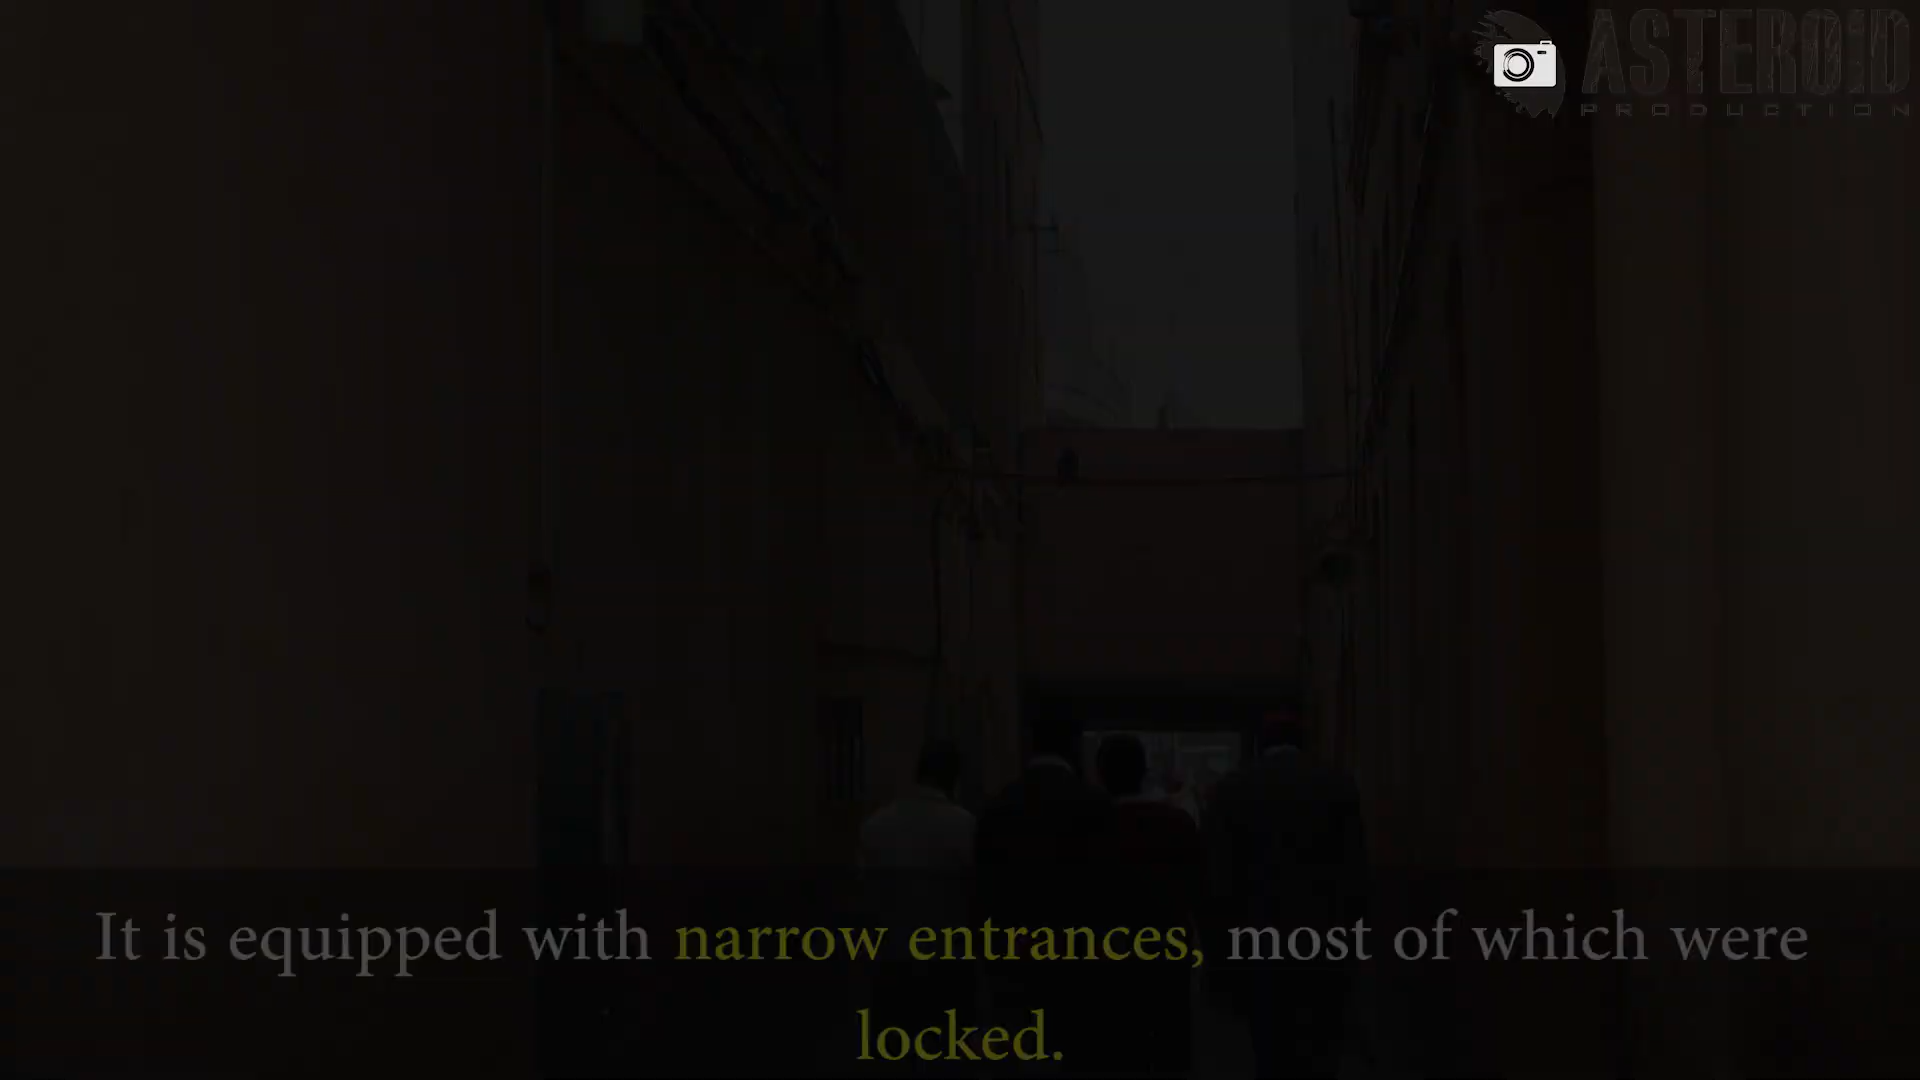 ASTEROID
PRODUCTION
It is equipped with narrow entrances, most of which were
locked.